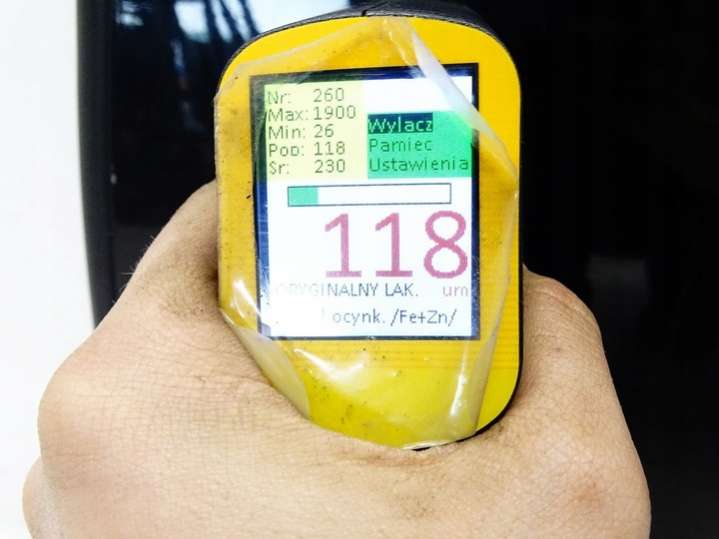 Nr: 260
Max: 1900
Min: 26
Pop: 118
Sr: 230
Wylacz
Pamiec
Ustawienia
118
ORYGINALNY LAK. um
ocynk. /Fe+Zn/